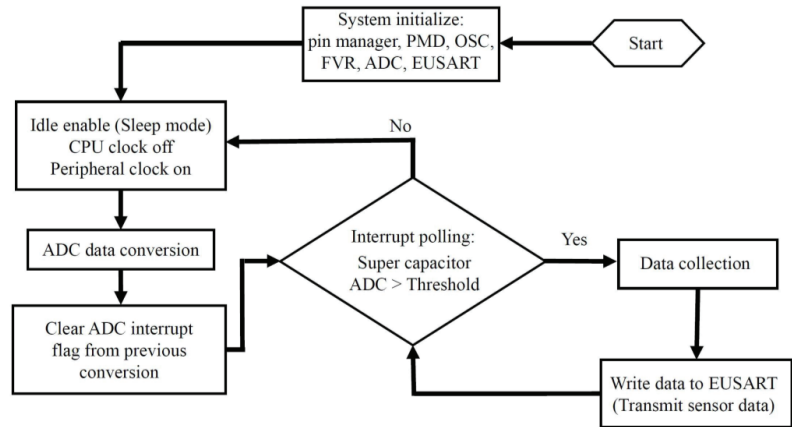 System initialize:
pin manager, PMD, OSC,
FVR, ADC, EUSART
Start
Idle enable (Sleep mode)
CPU clock off
Peripheral clock on
No
ADC data conversion
Interrupt polling:
Super capacitor
ADC > Threshold
Yes
Data collection
Clear ADC interrupt
flag from previous
conversion
Write data to EUSART
(Transmit sensor data)